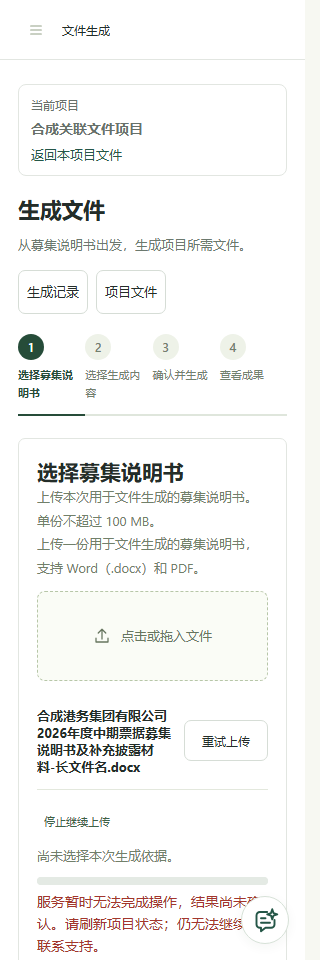 文件生成
当前项目
合成关联文件项目
返回本项目文件
生成文件
从募集说明书出发，生成项目所需文件。
生成记录
项目文件
1
2
3
4
选择募集说
明书
选择生成内
容
确认并生成
查看成果
选择募集说明书
上传本次用于文件生成的募集说明书。
单份不超过 100 MB。
上传一份用于文件生成的募集说明书，
支持 Word（.docx）和 PDF。
点击或拖入文件
合成港务集团有限公司
2026年度中期票据募集
说明书及补充披露材
料-长文件名.docx
重试上传
停止继续上传
尚未选择本次生成依据。
服务暂时无法完成操作，结果尚未
认。请刷新项目状态；仍无法继续
联系支持。